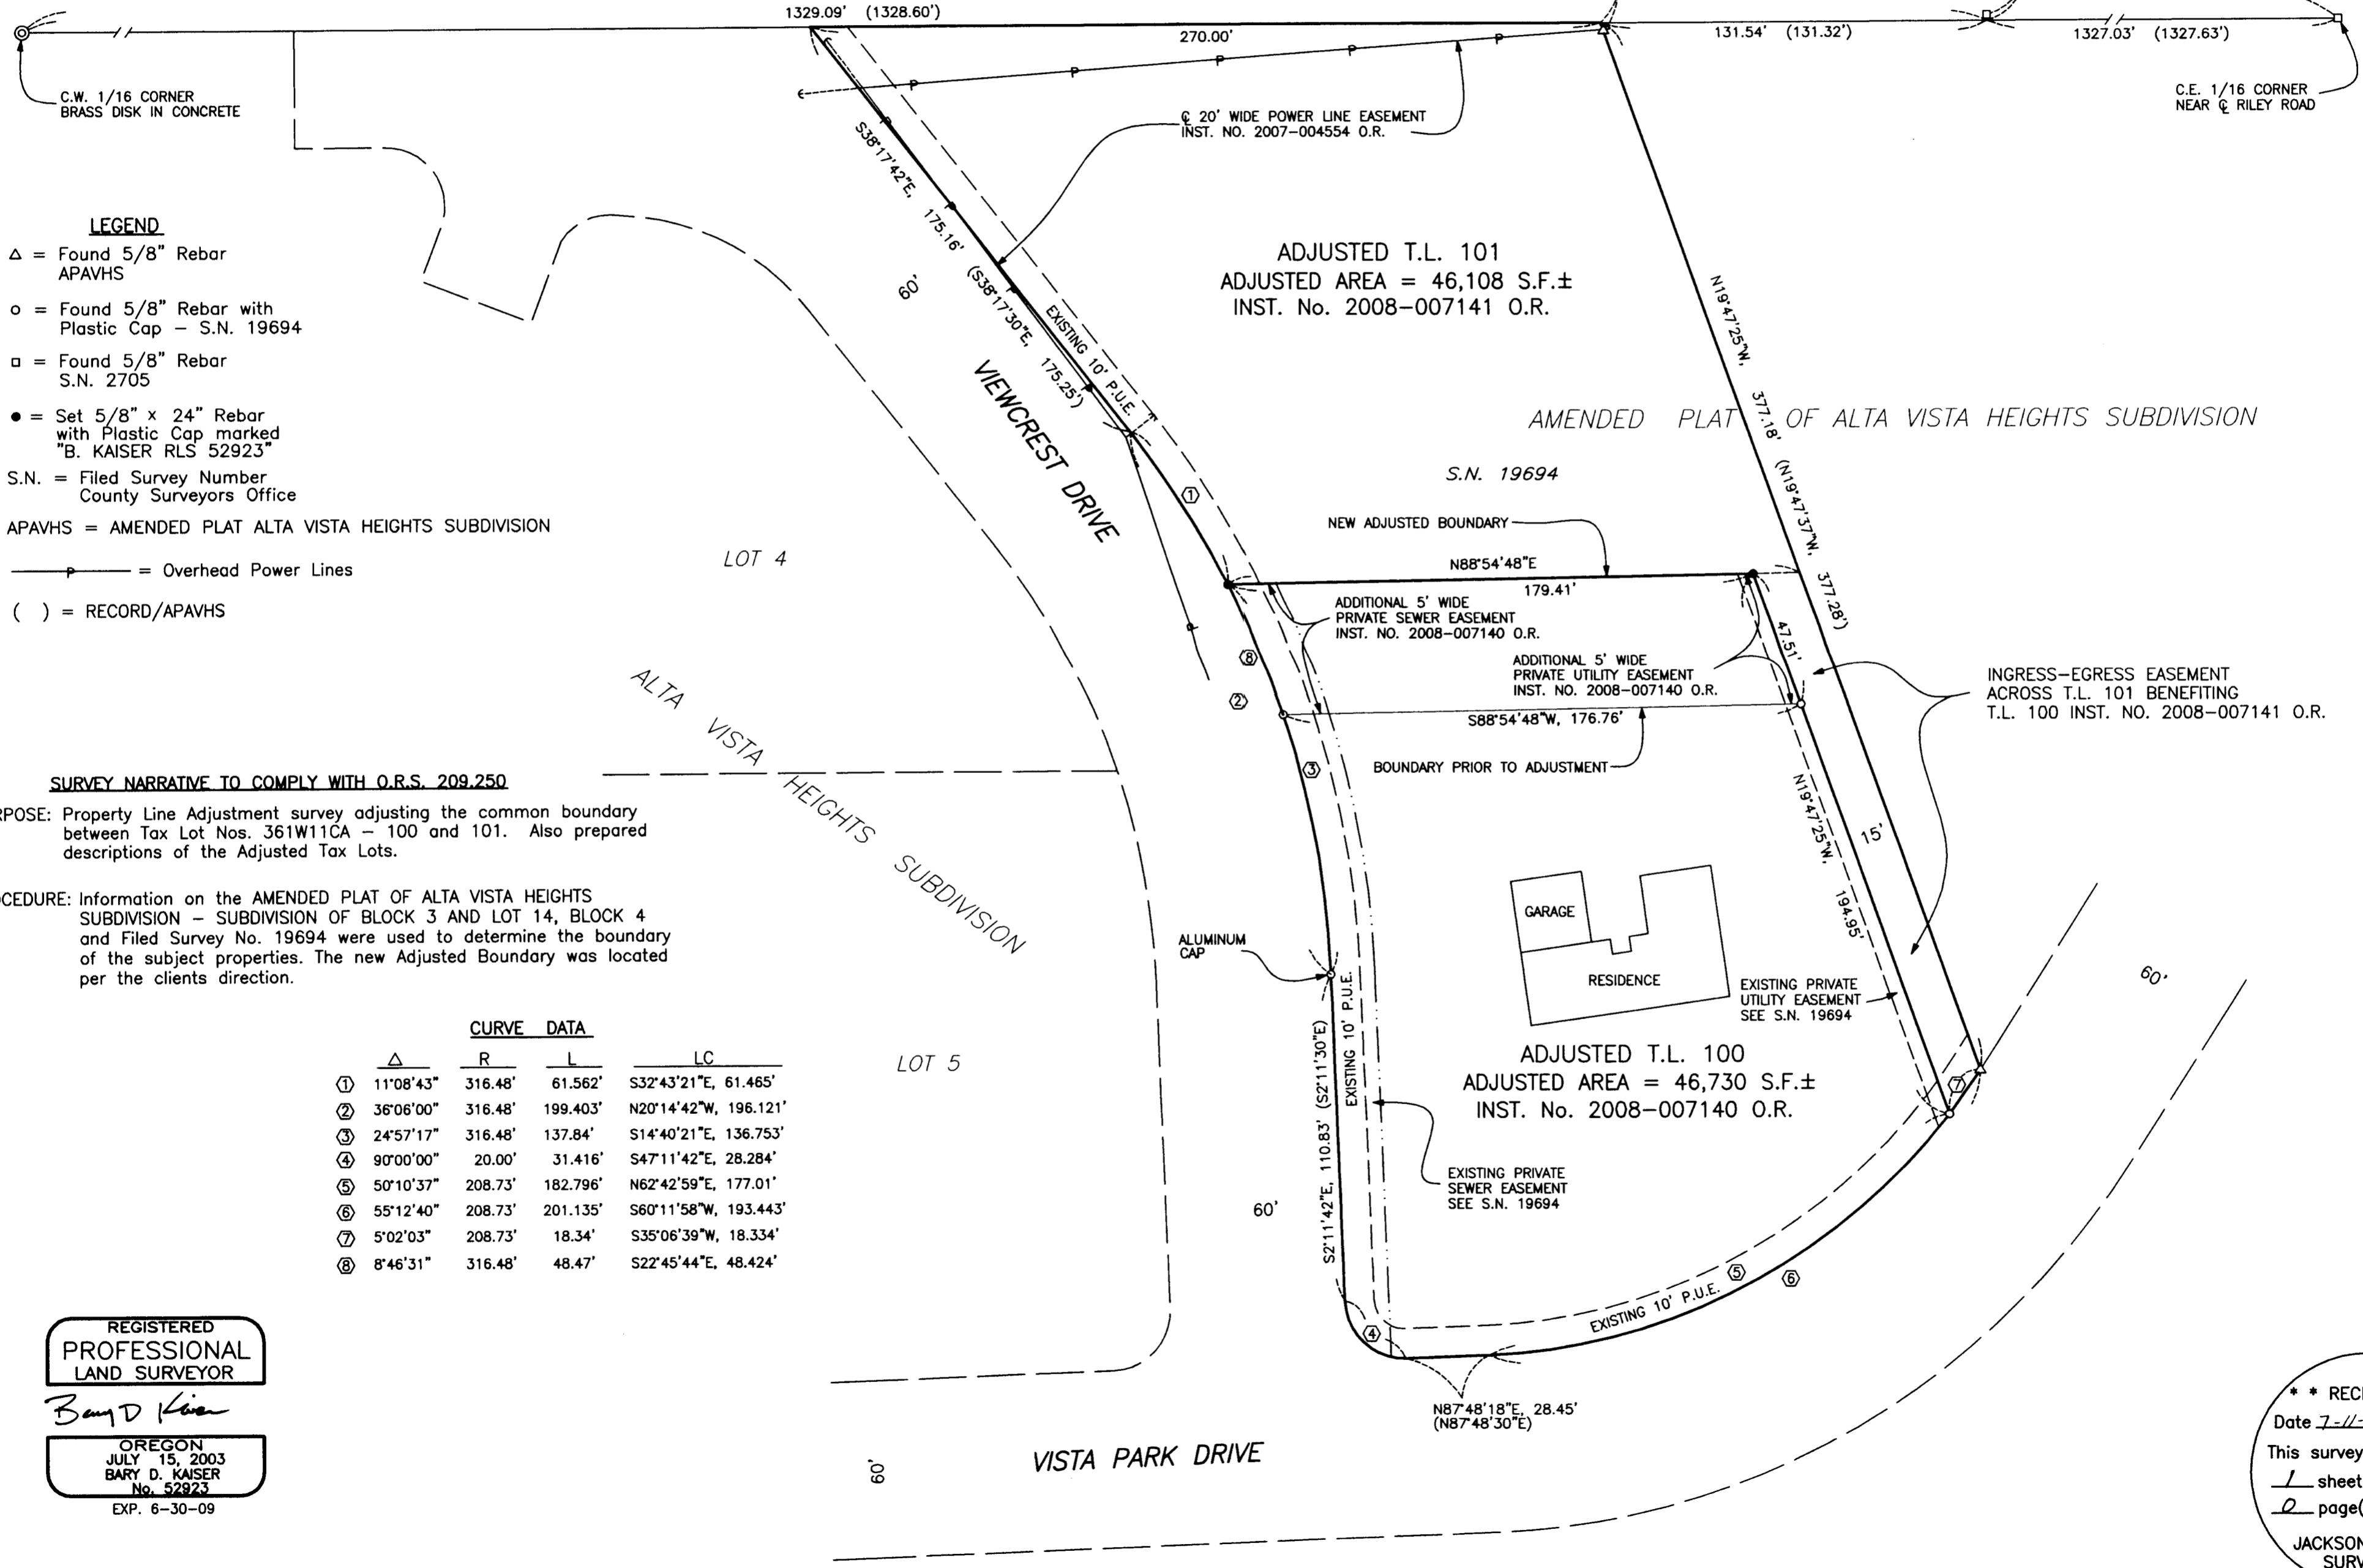 1329.09' (1328.60')
270.00'
131.54' (131.32')
1327.03' (1327.63')
C.W. 1/16 CORNER
BRASS DISK IN CONCRETE
C.E. 1/16 CORNER
NEAR ℄ RILEY ROAD
℄ 20' WIDE POWER LINE EASEMENT
INST. NO. 2007-004554 O.R.
P P P P P
S38°17'42"E, 175.16' (S38°17'30"E, 175.25')
60'
EXISTING 10' P.U.E.
VIEWCREST DRIVE
ADJUSTED T.L. 101
ADJUSTED AREA = 46,108 S.F.±
INST. No. 2008-007141 O.R.
N19°47'25"W, 377.18' (N19°47'37"W, 377.28')
AMENDED PLAT OF ALTA VISTA HEIGHTS SUBDIVISION
S.N. 19694
LEGEND
△ = Found 5/8" Rebar
APAVHS
○ = Found 5/8" Rebar with
Plastic Cap – S.N. 19694
□ = Found 5/8" Rebar
S.N. 2705
● = Set 5/8" x 24" Rebar
with Plastic Cap marked
"B. KAISER RLS 52923"
S.N. = Filed Survey Number
County Surveyors Office
APAVHS = AMENDED PLAT ALTA VISTA HEIGHTS SUBDIVISION
P = Overhead Power Lines
( ) = RECORD/APAVHS
LOT 4
1
NEW ADJUSTED BOUNDARY
N88°54'48"E
179.41'
ADDITIONAL 5' WIDE
PRIVATE SEWER EASEMENT
INST. NO. 2008-007140 O.R.
ADDITIONAL 5' WIDE
PRIVATE UTILITY EASEMENT
INST. NO. 2008-007140 O.R.
47.51'
8
2
S88°54'48"W, 176.76'
BOUNDARY PRIOR TO ADJUSTMENT
3
INGRESS-EGRESS EASEMENT
ACROSS T.L. 101 BENEFITING
T.L. 100 INST. NO. 2008-007141 O.R.
N19°47'25"W, 194.95'
15'
ALTA VISTA HEIGHTS SUBDIVISION
SURVEY NARRATIVE TO COMPLY WITH O.R.S. 209.250
RPOSE: Property Line Adjustment survey adjusting the common boundary
between Tax Lot Nos. 361W11CA – 100 and 101. Also prepared
descriptions of the Adjusted Tax Lots.
OCEDURE: Information on the AMENDED PLAT OF ALTA VISTA HEIGHTS
SUBDIVISION – SUBDIVISION OF BLOCK 3 AND LOT 14, BLOCK 4
and Filed Survey No. 19694 were used to determine the boundary
of the subject properties. The new Adjusted Boundary was located
per the clients direction.
ALUMINUM
CAP
GARAGE
RESIDENCE
EXISTING PRIVATE
UTILITY EASEMENT
SEE S.N. 19694
60'
LOT 5
ADJUSTED T.L. 100
ADJUSTED AREA = 46,730 S.F.±
INST. No. 2008-007140 O.R.
7
S2°11'42"E, 110.83' (S2°11'30"E)
EXISTING 10' P.U.E.
EXISTING PRIVATE
SEWER EASEMENT
SEE S.N. 19694
60'
5
6
EXISTING 10' P.U.E.
4
N87°48'18"E, 28.45'
(N87°48'30"E)
CURVE DATA
△ R L LC
1 11°08'43" 316.48' 61.562' S32°43'21"E, 61.465'
2 36°06'00" 316.48' 199.403' N20°14'42"W, 196.121'
3 24°57'17" 316.48' 137.84' S14°40'21"E, 136.753'
4 90°00'00" 20.00' 31.416' S47°11'42"E, 28.284'
5 50°10'37" 208.73' 182.796' N62°42'59"E, 177.01'
6 55°12'40" 208.73' 201.135' S60°11'58"W, 193.443'
7 5°02'03" 208.73' 18.34' S35°06'39"W, 18.334'
8 8°46'31" 316.48' 48.47' S22°45'44"E, 48.424'
REGISTERED
PROFESSIONAL
LAND SURVEYOR
OREGON
JULY 15, 2003
BARY D. KAISER
No. 52923
EXP. 6-30-09
60'
VISTA PARK DRIVE
* * REC
Date 7-11-
This survey
1 sheet
0 page(
JACKSON
SURV